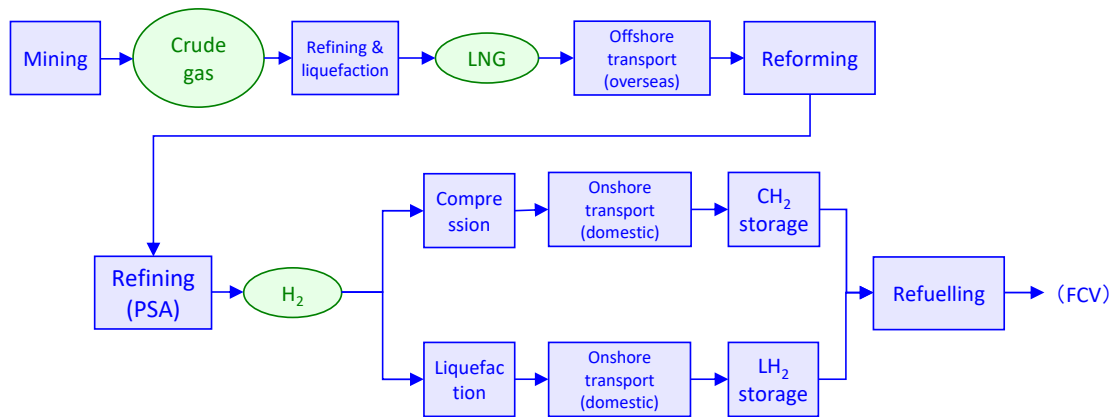 Mining
Crude
gas
Refining &
liquefaction
LNG
Offshore
transport
(overseas)
Reforming
Refining
(PSA)
H₂
Compre
ssion
Onshore
transport
(domestic)
CH₂
storage
Liquefac
tion
Onshore
transport
(domestic)
LH₂
storage
Refuelling
（FCV）